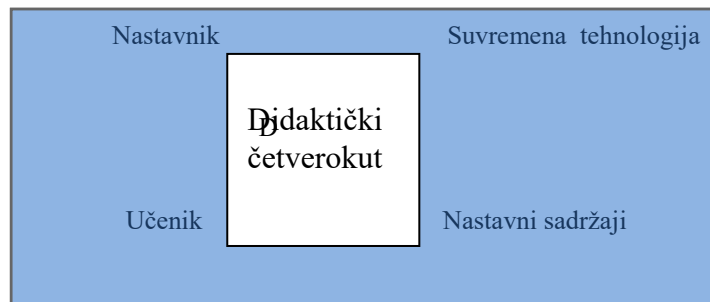 Nastavnik
Suvremena tehnologija
Didaktički
D
četverokut
Učenik
Nastavni sadržaji